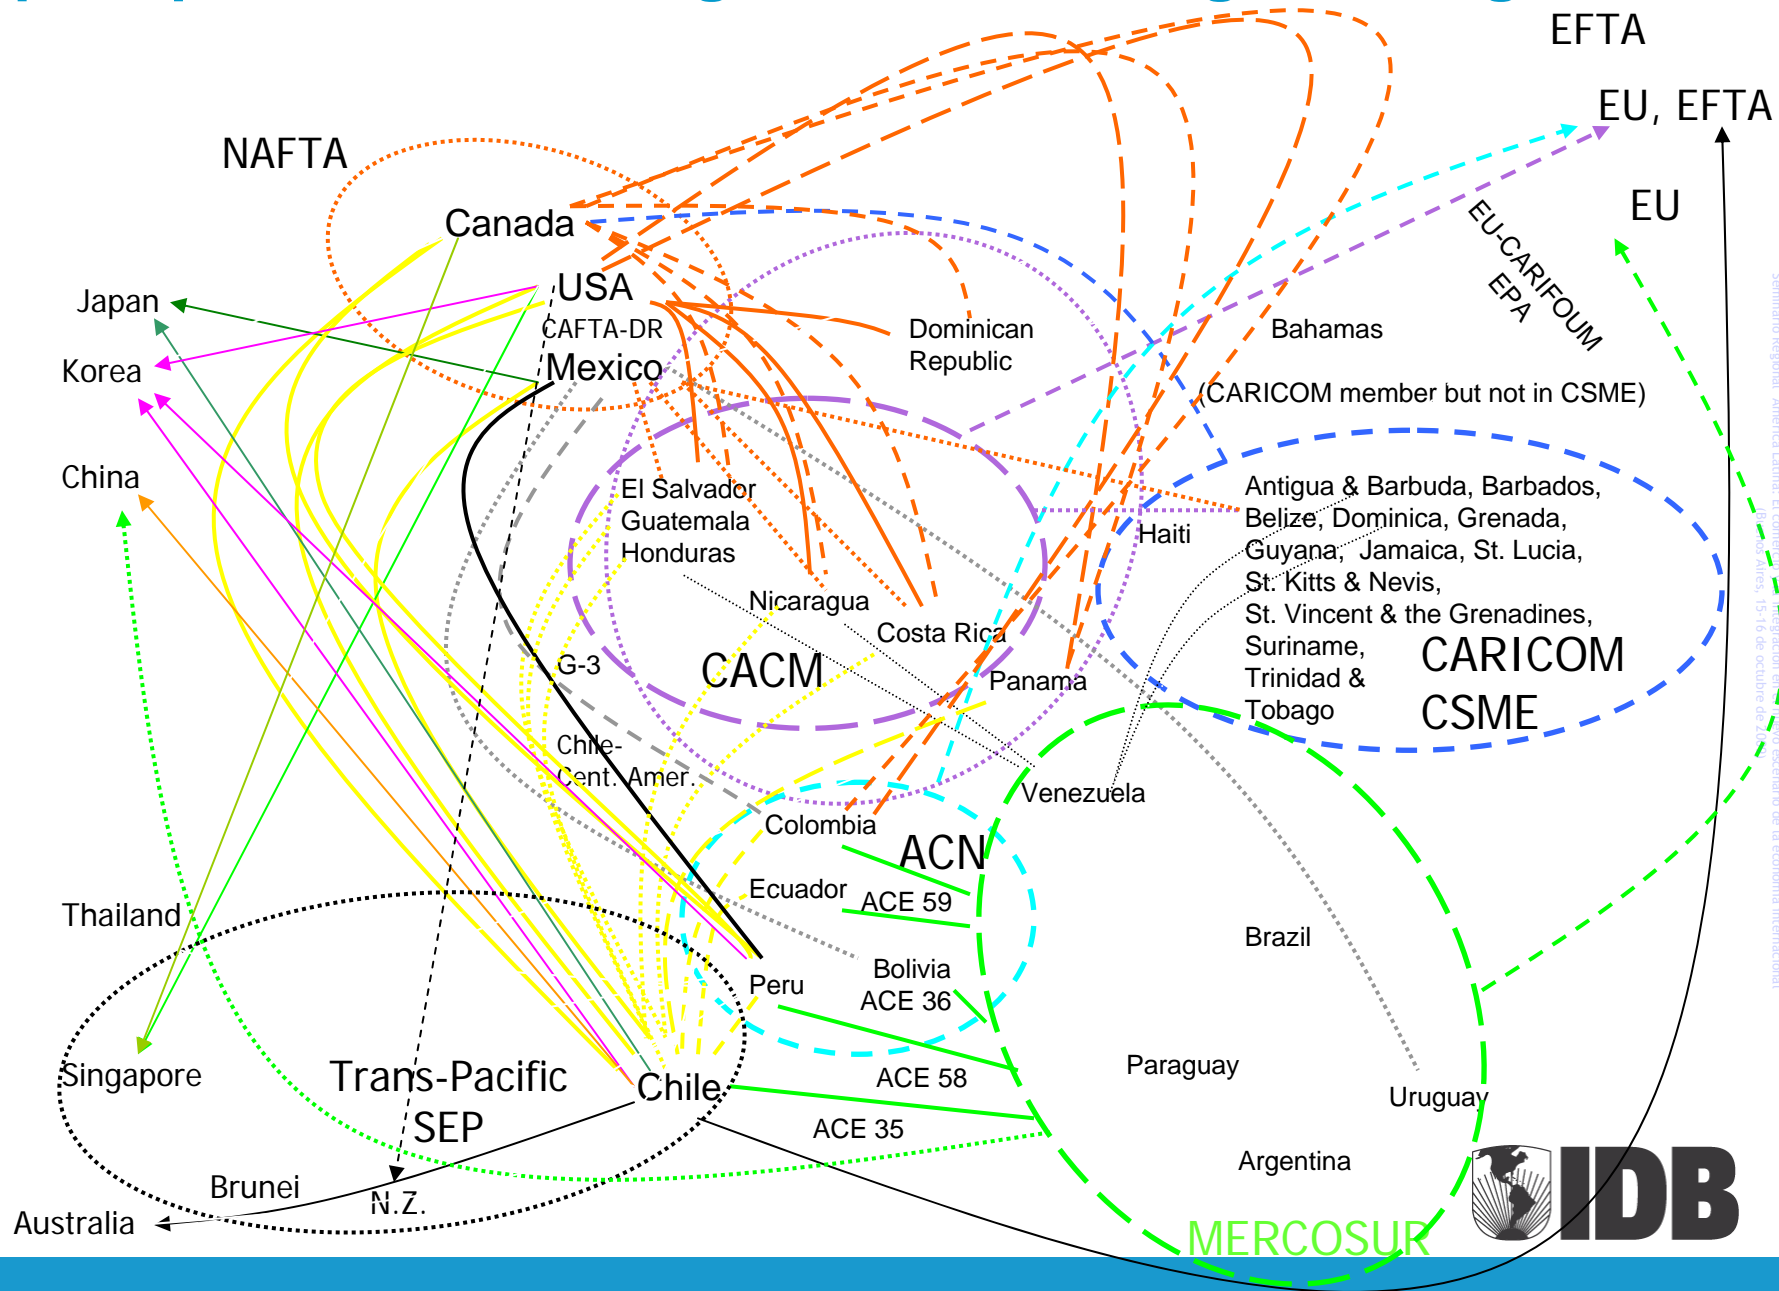 EFTA
EU, EFTA
NAFTA
EU
Canada
EU-CARIFOUM
EPA
USA
Japan
CAFTA-DR
Dominican
Republic
Bahamas
Korea
Mexico
(CARICOM member but not in CSME)
China
El Salvador
Guatemala
Honduras
Haiti
Antigua & Barbuda, Barbados,
Belize, Dominica, Grenada,
Guyana, Jamaica, St. Lucia,
St. Kitts & Nevis,
St. Vincent & the Grenadines,
Suriname,
Trinidad &
Tobago
CARICOM
CSME
Nicaragua
Costa Rica
G-3
CACM
Panama
Chile-
Cent. Amer.
Venezuela
Colombia
ACN
Ecuador
ACE 59
Thailand
Brazil
Bolivia
ACE 36
Peru
Singapore
Trans-Pacific
SEP
Chile
ACE 58
Paraguay
Uruguay
ACE 35
Argentina
Brunei
N.Z.
Australia
MERCOSUR
IDB